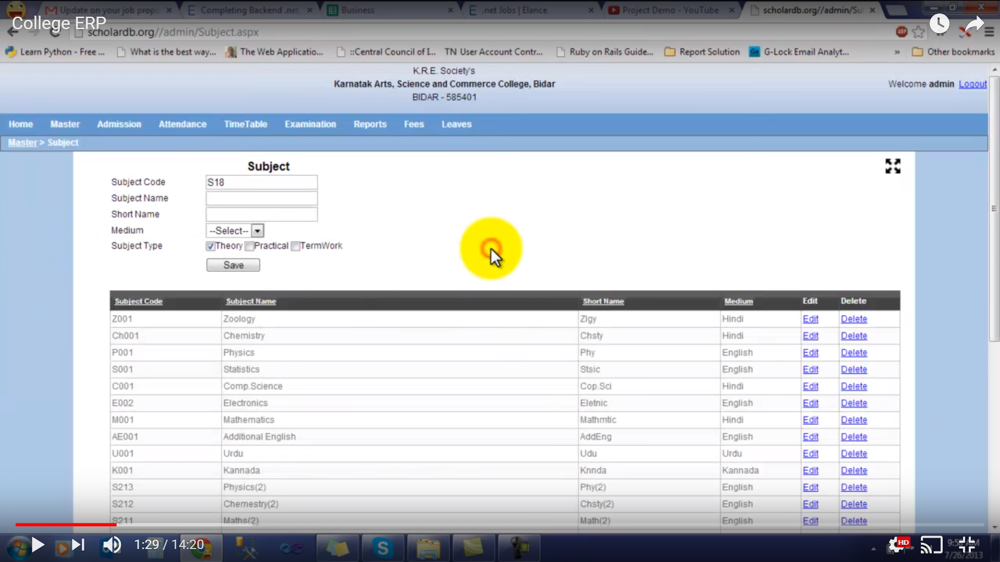 Update on your job propo
Completing Backend .net
Business
.net Jobs | Elance
Project Demo - YouTube
scholardb.org//admin/Su
College ERP
scholardb.org//admin/Subject.aspx
ABP
Learn Python - Free ...
What is the best way...
The Web Applicatio...
::Central Council of I...
TN User Account Contr...
Ruby on Rails Guide...
Report Solution
G-Lock Email Analyt...
»
Other bookmarks
K.R.E. Society's
Karnatak Arts, Science and Commerce College, Bidar
BIDAR - 585401
Welcome admin Logout
Home Master Admission Attendance TimeTable Examination Reports Fees Leaves
Master > Subject
Subject
Subject Code S18
Subject Name
Short Name
Medium --Select--
Subject Type Theory Practical TermWork
Save
Subject Code Subject Name Short Name Medium Edit Delete
Z001 Zoology Zlgy Hindi Edit Delete
Ch001 Chemistry Chsty Hindi Edit Delete
P001 Physics Phy English Edit Delete
S001 Statistics Stsic English Edit Delete
C001 Comp.Science Cop.Sci Hindi Edit Delete
E002 Electronics Eletnic English Edit Delete
M001 Mathematics Mathmtic Hindi Edit Delete
AE001 Additional English AddEng English Edit Delete
U001 Urdu Udu Urdu Edit Delete
K001 Kannada Knnda Kannada Edit Delete
S213 Physics(2) Phy(2) English Edit Delete
S212 Chemestry(2) Chsty(2) English Edit Delete
S211 Maths(2) Math(2) English Edit Delete
1:29 / 14:20
HD
7/26/2013